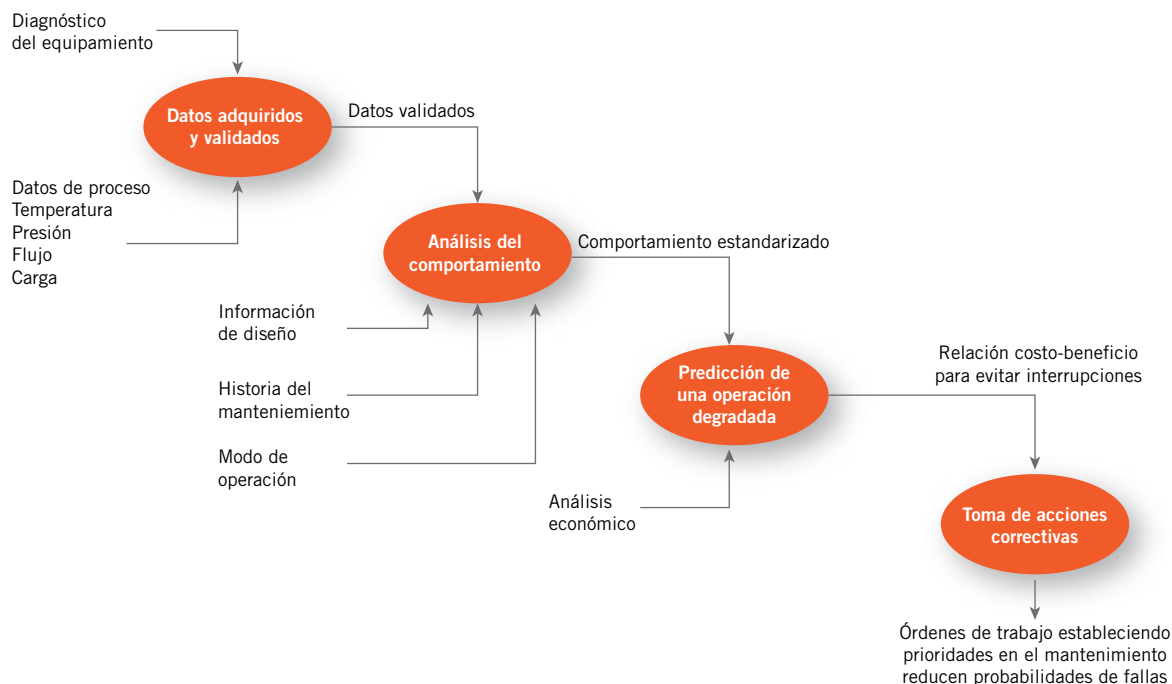 Diagnóstico
del equipamiento
Datos adquiridos
y validados
Datos validados
Datos de proceso
Temperatura
Presión
Flujo
Carga
Análisis del
comportamiento
Comportamiento estandarizado
Información
de diseño
Historia del
manteniemiento
Modo de
operación
Predicción de
una operación
degradada
Relación costo-beneficio
para evitar interrupciones
Análisis
económico
Toma de acciones
correctivas
Órdenes de trabajo estableciendo
prioridades en el mantenimiento
reducen probabilidades de fallas